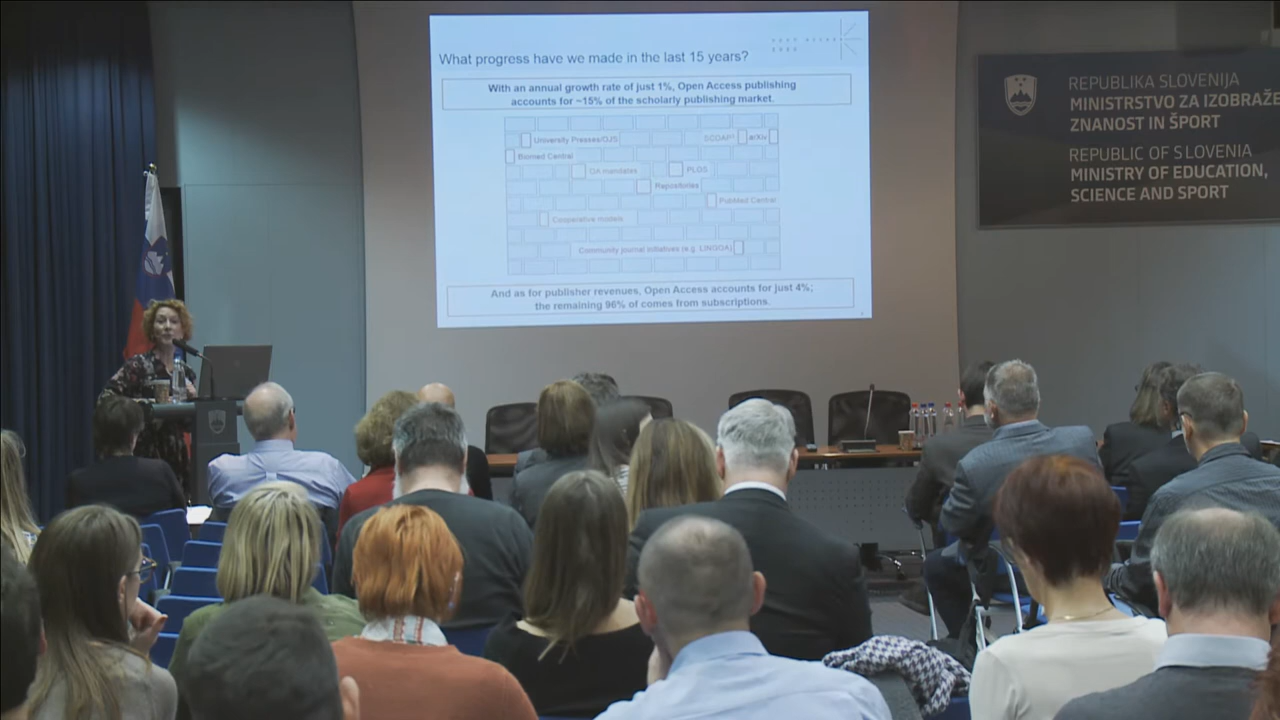 OPEN ACCESS
2020
What progress have we made in the last 15 years?
With an annual growth rate of just 1%, Open Access publishing
accounts for ~15% of the scholarly publishing market.
University Presses/OJS
SCOAP³
arXiv
Biomed Central
OA mandates
PLOS
Repositories
PubMed Central
Cooperative models
Community journal initiatives (e.g. LINGOA)
And as for publisher revenues, Open Access accounts for just 4%;
the remaining 96% of comes from subscriptions.
REPUBLIKA SLOVENIJA
MINISTRSTVO ZA IZOBRAŽE
ZNANOST IN ŠPORT
REPUBLIC OF SLOVENIA
MINISTRY OF EDUCATION,
SCIENCE AND SPORT